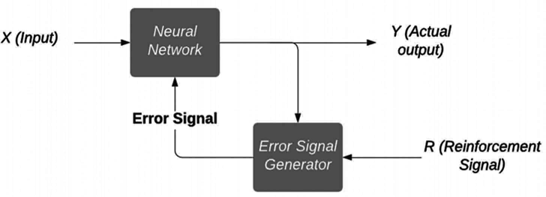 X (Input)
Neural
Network
Y (Actual
output)
Error Signal
Error Signal
Generator
R (Reinforcement
Signal)